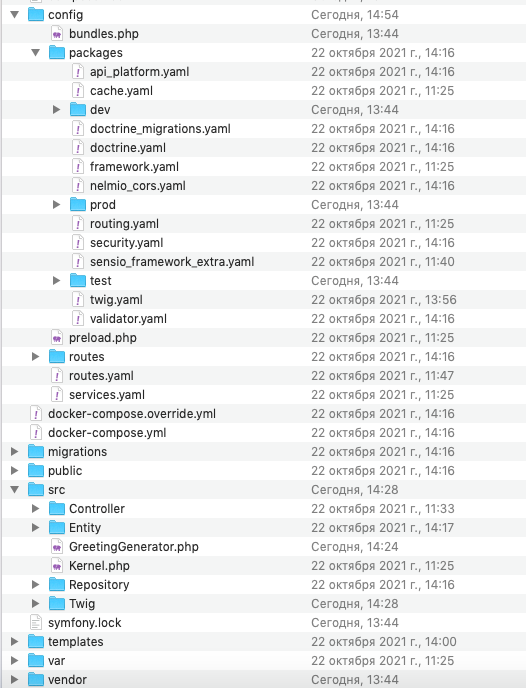 config Сегодня, 14:54
bundles.php Сегодня, 13:44
packages 22 октября 2021 г., 14:16
api_platform.yaml 22 октября 2021 г., 14:16
cache.yaml 22 октября 2021 г., 11:25
dev Сегодня, 13:44
doctrine_migrations.yaml 22 октября 2021 г., 14:16
doctrine.yaml 22 октября 2021 г., 14:16
framework.yaml 22 октября 2021 г., 11:25
nelmio_cors.yaml 22 октября 2021 г., 14:16
prod Сегодня, 13:44
routing.yaml 22 октября 2021 г., 11:25
security.yaml 22 октября 2021 г., 14:16
sensio_framework_extra.yaml 22 октября 2021 г., 11:40
test Сегодня, 13:44
twig.yaml 22 октября 2021 г., 13:56
validator.yaml 22 октября 2021 г., 14:16
preload.php 22 октября 2021 г., 11:25
routes 22 октября 2021 г., 14:16
routes.yaml 22 октября 2021 г., 11:47
services.yaml 22 октября 2021 г., 11:25
docker-compose.override.yml 22 октября 2021 г., 14:16
docker-compose.yml 22 октября 2021 г., 14:16
migrations 22 октября 2021 г., 14:16
public 22 октября 2021 г., 14:16
src Сегодня, 14:28
Controller 22 октября 2021 г., 11:33
Entity 22 октября 2021 г., 14:17
GreetingGenerator.php Сегодня, 14:24
Kernel.php 22 октября 2021 г., 11:25
Repository 22 октября 2021 г., 14:16
Twig Сегодня, 14:28
symfony.lock Сегодня, 13:44
templates 22 октября 2021 г., 14:00
var 22 октября 2021 г., 11:25
vendor Сегодня, 13:44